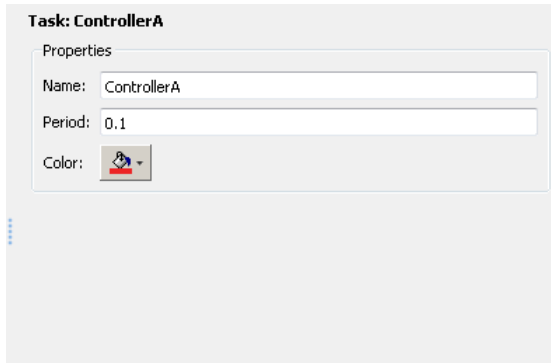 Task: ControllerA
Properties
Name: ControllerA
Period: 0.1
Color: